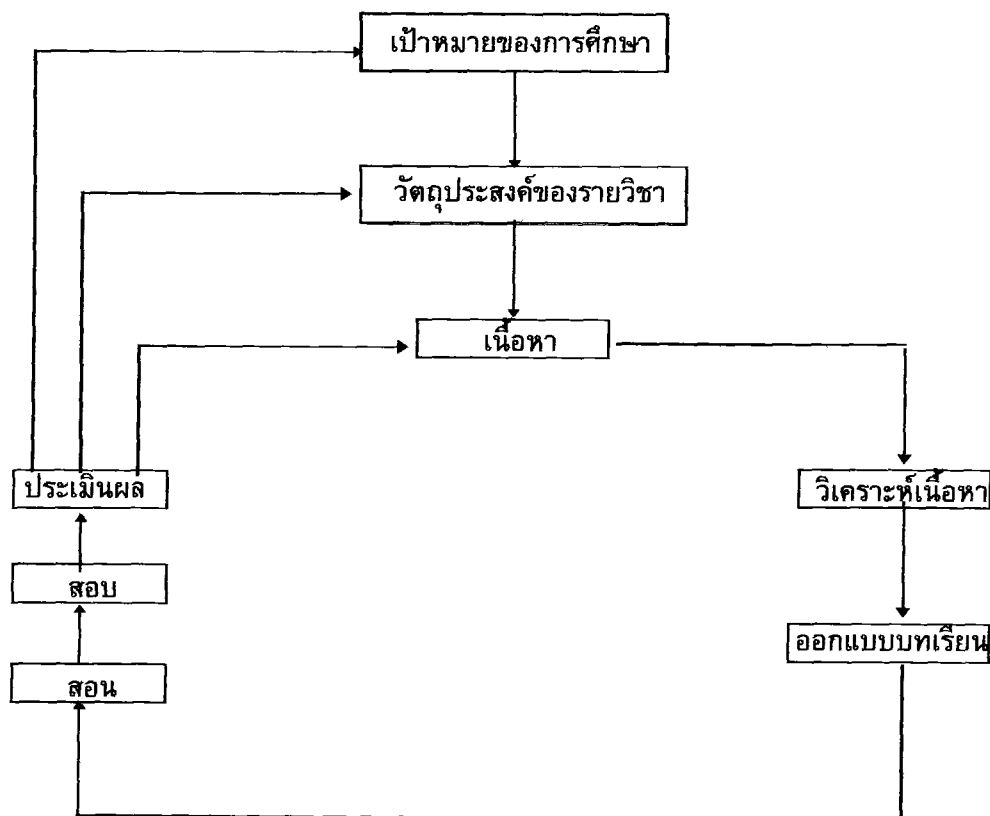 เป้าหมายของการศึกษา
วัตถุประสงค์ของรายวิชา
เนื้อหา
ประเมินผล
วิเคราะห์เนื้อหา
สอบ
ออกแบบบทเรียน
สอน